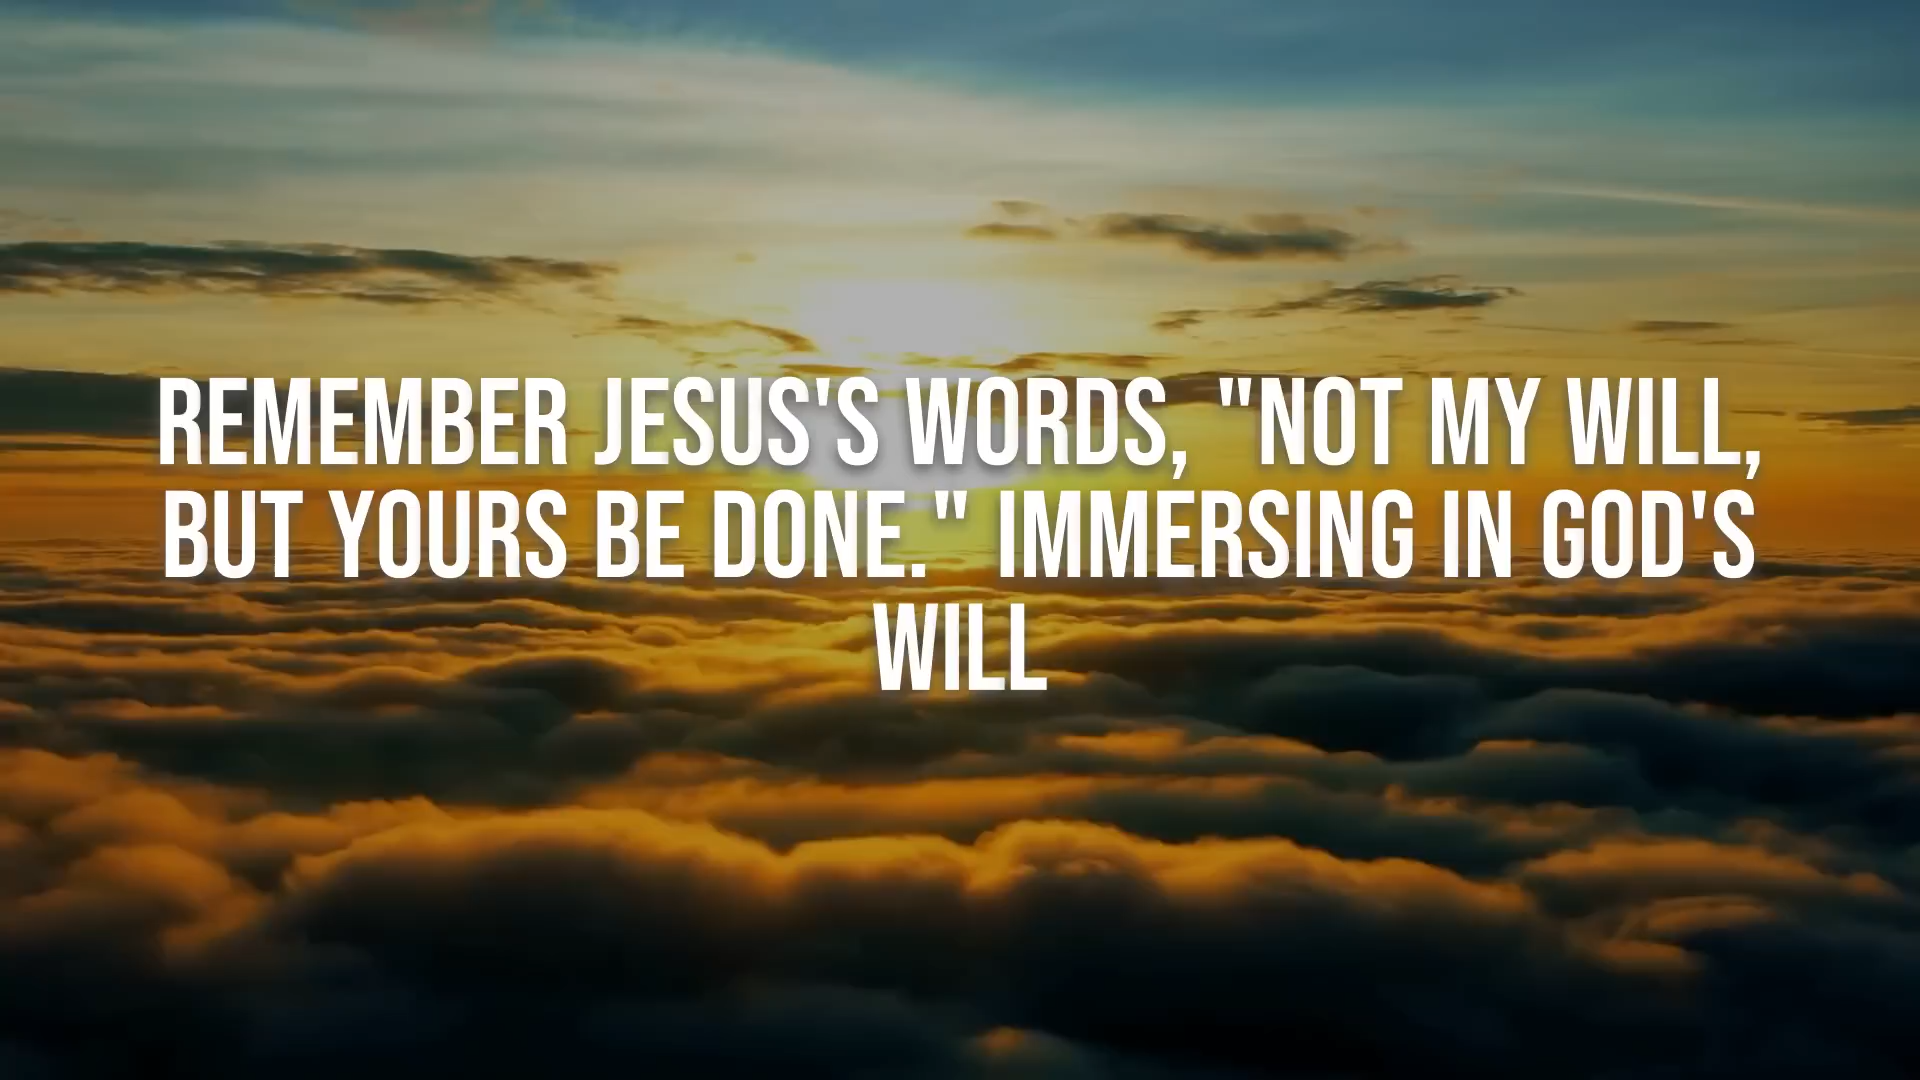 REMEMBER JESUS'S WORDS, "NOT MY WILL,
BUT YOURS BE DONE." IMMERSING IN GOD'S
WILL